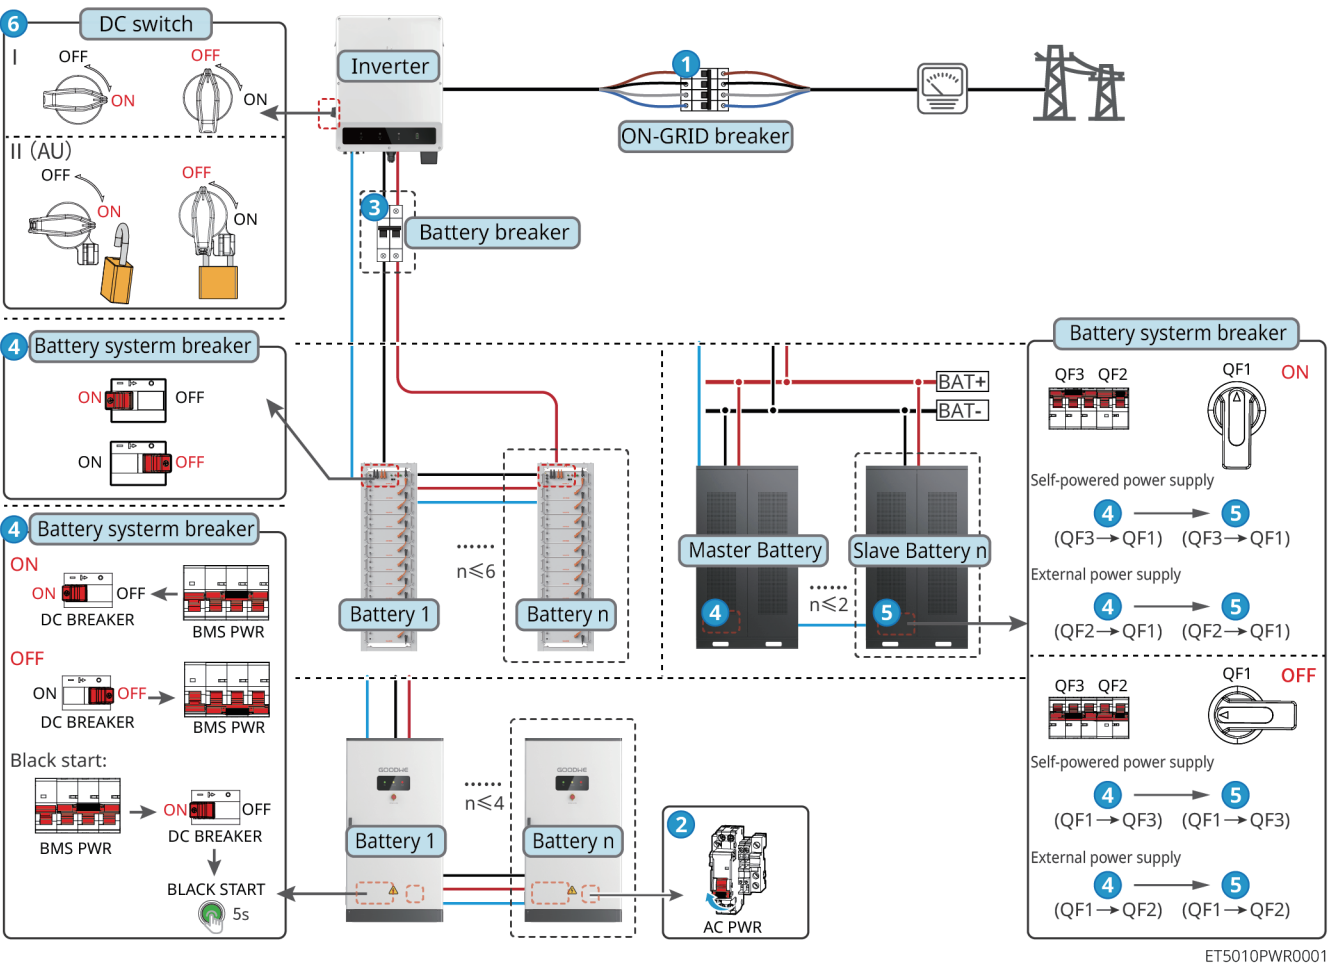 6
DC switch
I
OFF
ON
OFF
ON
II (AU)
OFF
ON
OFF
ON
Inverter
1
ON-GRID breaker
3
Battery breaker
4
Battery systerm breaker
ON
OFF
ON
OFF
4
Battery systerm breaker
ON
ON
OFF
DC BREAKER
BMS PWR
OFF
ON
OFF
DC BREAKER
BMS PWR
Black start:
BMS PWR
ON
OFF
DC BREAKER
BLACK START
5s
n≤6
Battery 1
Battery n
BAT+
BAT-
Master Battery
Slave Battery n
n≤2
4
5
GOODWE
GOODWE
n≤4
Battery 1
Battery n
2
AC PWR
Battery systerm breaker
QF3
QF2
QF1
ON
Self-powered power supply
4
5
(QF3→QF1)
(QF3→QF1)
External power supply
4
5
(QF2→QF1)
(QF2→QF1)
QF3
QF2
QF1
OFF
Self-powered power supply
4
5
(QF1→QF3)
(QF1→QF3)
External power supply
4
5
(QF1→QF2)
(QF1→QF2)
ET5010PWR0001